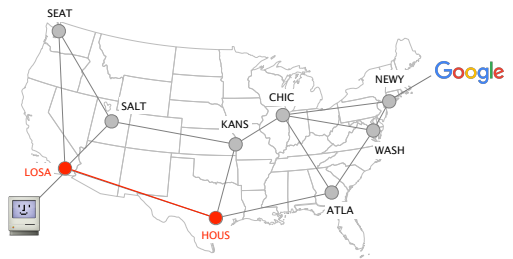 SEAT
Google
NEWY
CHIC
SALT
KANS
WASH
LOSA
ATLA
HOUS